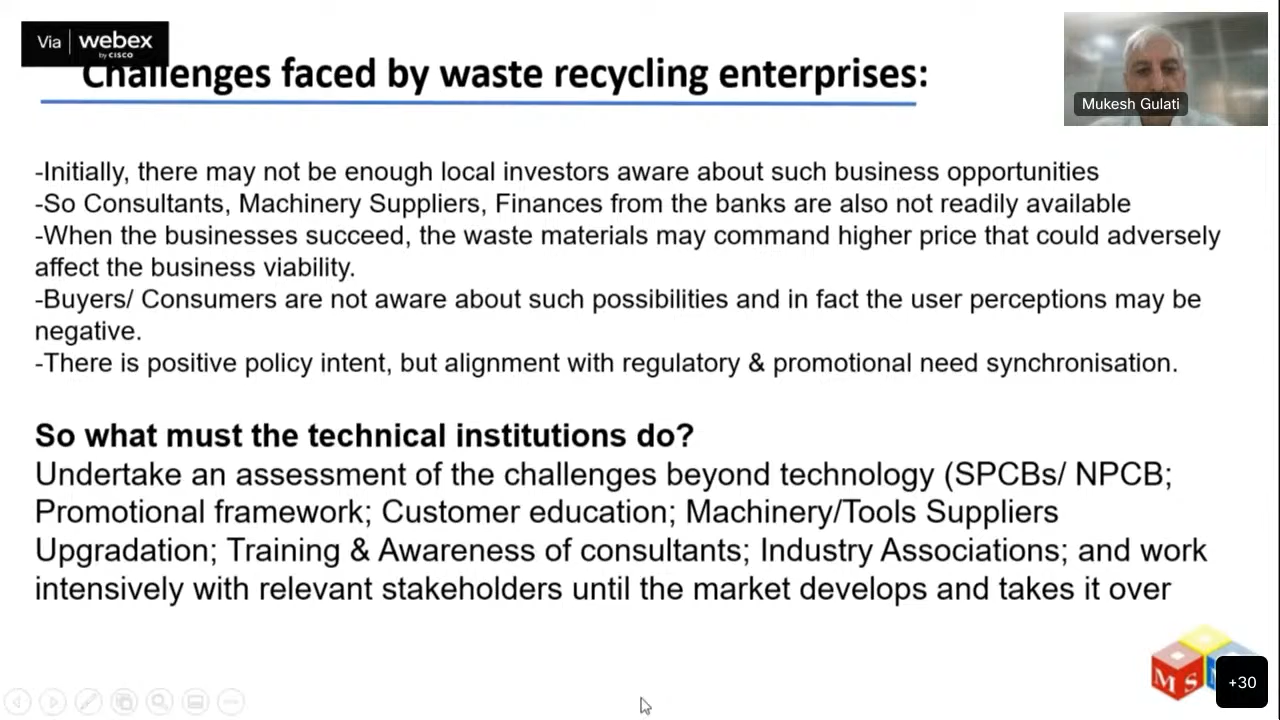 Via webex
by CISCO
Challenges faced by waste recycling enterprises:
Mukesh Gulati
-Initially, there may not be enough local investors aware about such business opportunities
-So Consultants, Machinery Suppliers, Finances from the banks are also not readily available
-When the businesses succeed, the waste materials may command higher price that could adversely
affect the business viability.
-Buyers/ Consumers are not aware about such possibilities and in fact the user perceptions may be
negative.
-There is positive policy intent, but alignment with regulatory & promotional need synchronisation.
So what must the technical institutions do?
Undertake an assessment of the challenges beyond technology (SPCBs/ NPCB;
Promotional framework; Customer education; Machinery/Tools Suppliers
Upgradation; Training & Awareness of consultants; Industry Associations; and work
intensively with relevant stakeholders until the market develops and takes it over
M S
+30